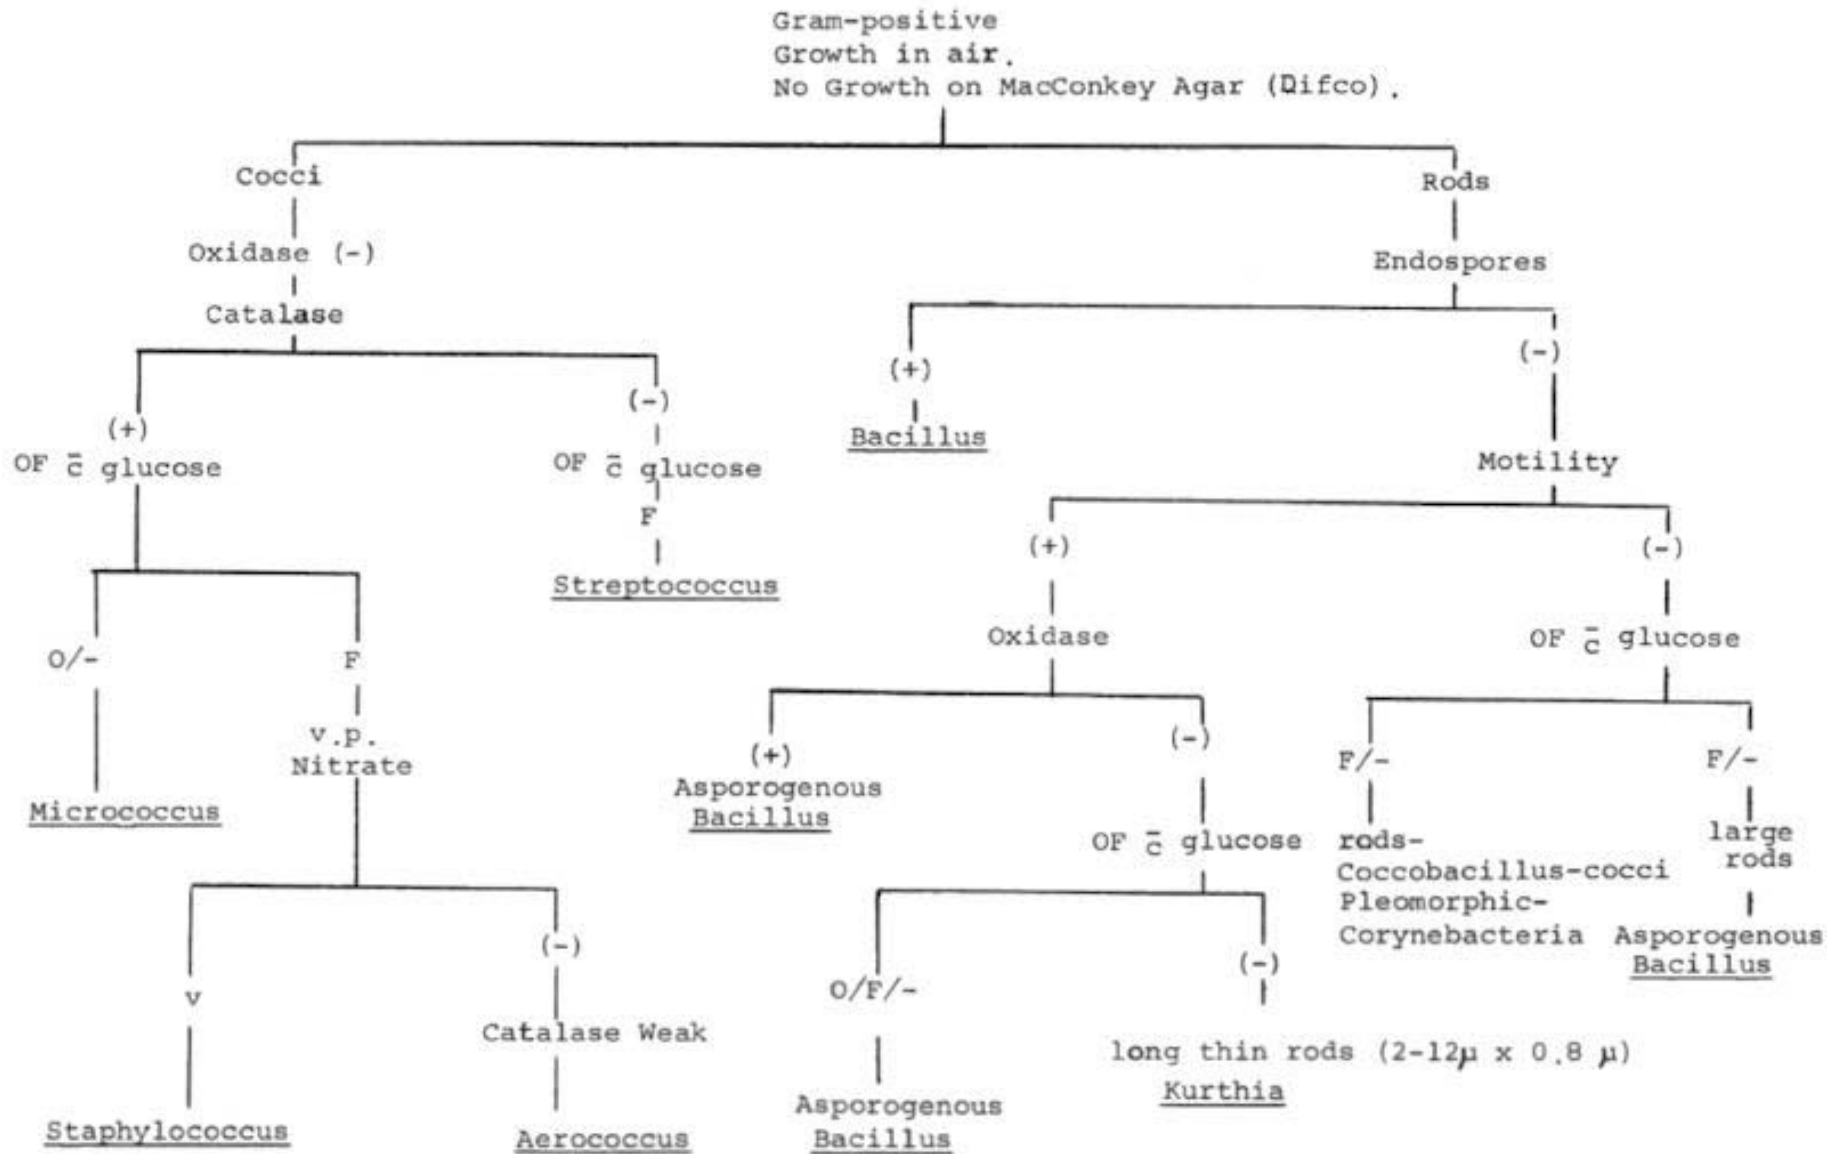 Gram-positive
Growth in air.
No Growth on MacConkey Agar (Difco).
Cocci
Rods
Oxidase (-)
Endospores
Catalase
(+)
(-)
Bacillus
(+)
OF c̄ glucose
(-)
OF c̄ glucose
F
Streptococcus
Motility
(+)
(-)
O/-
F
Oxidase
OF c̄ glucose
v.p.
Nitrate
Micrococcus
(+)
Asporogenous
Bacillus
(-)
OF c̄ glucose
F/-
rods-
Coccobacillus-cocci
Pleomorphic-
Corynebacteria
F/-
large
rods
Asporogenous
Bacillus
v
(-)
Catalase Weak
O/F/-
(-)
long thin rods (2-12μ x 0.8 μ)
Kurthia
Staphylococcus
Aerococcus
Asporogenous
Bacillus